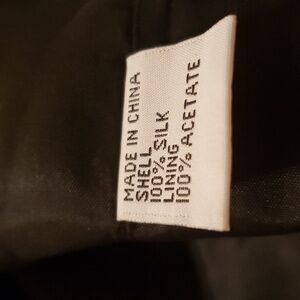 MADE IN CHINA
SHELL
100% SILK
LINING
100% ACETATE